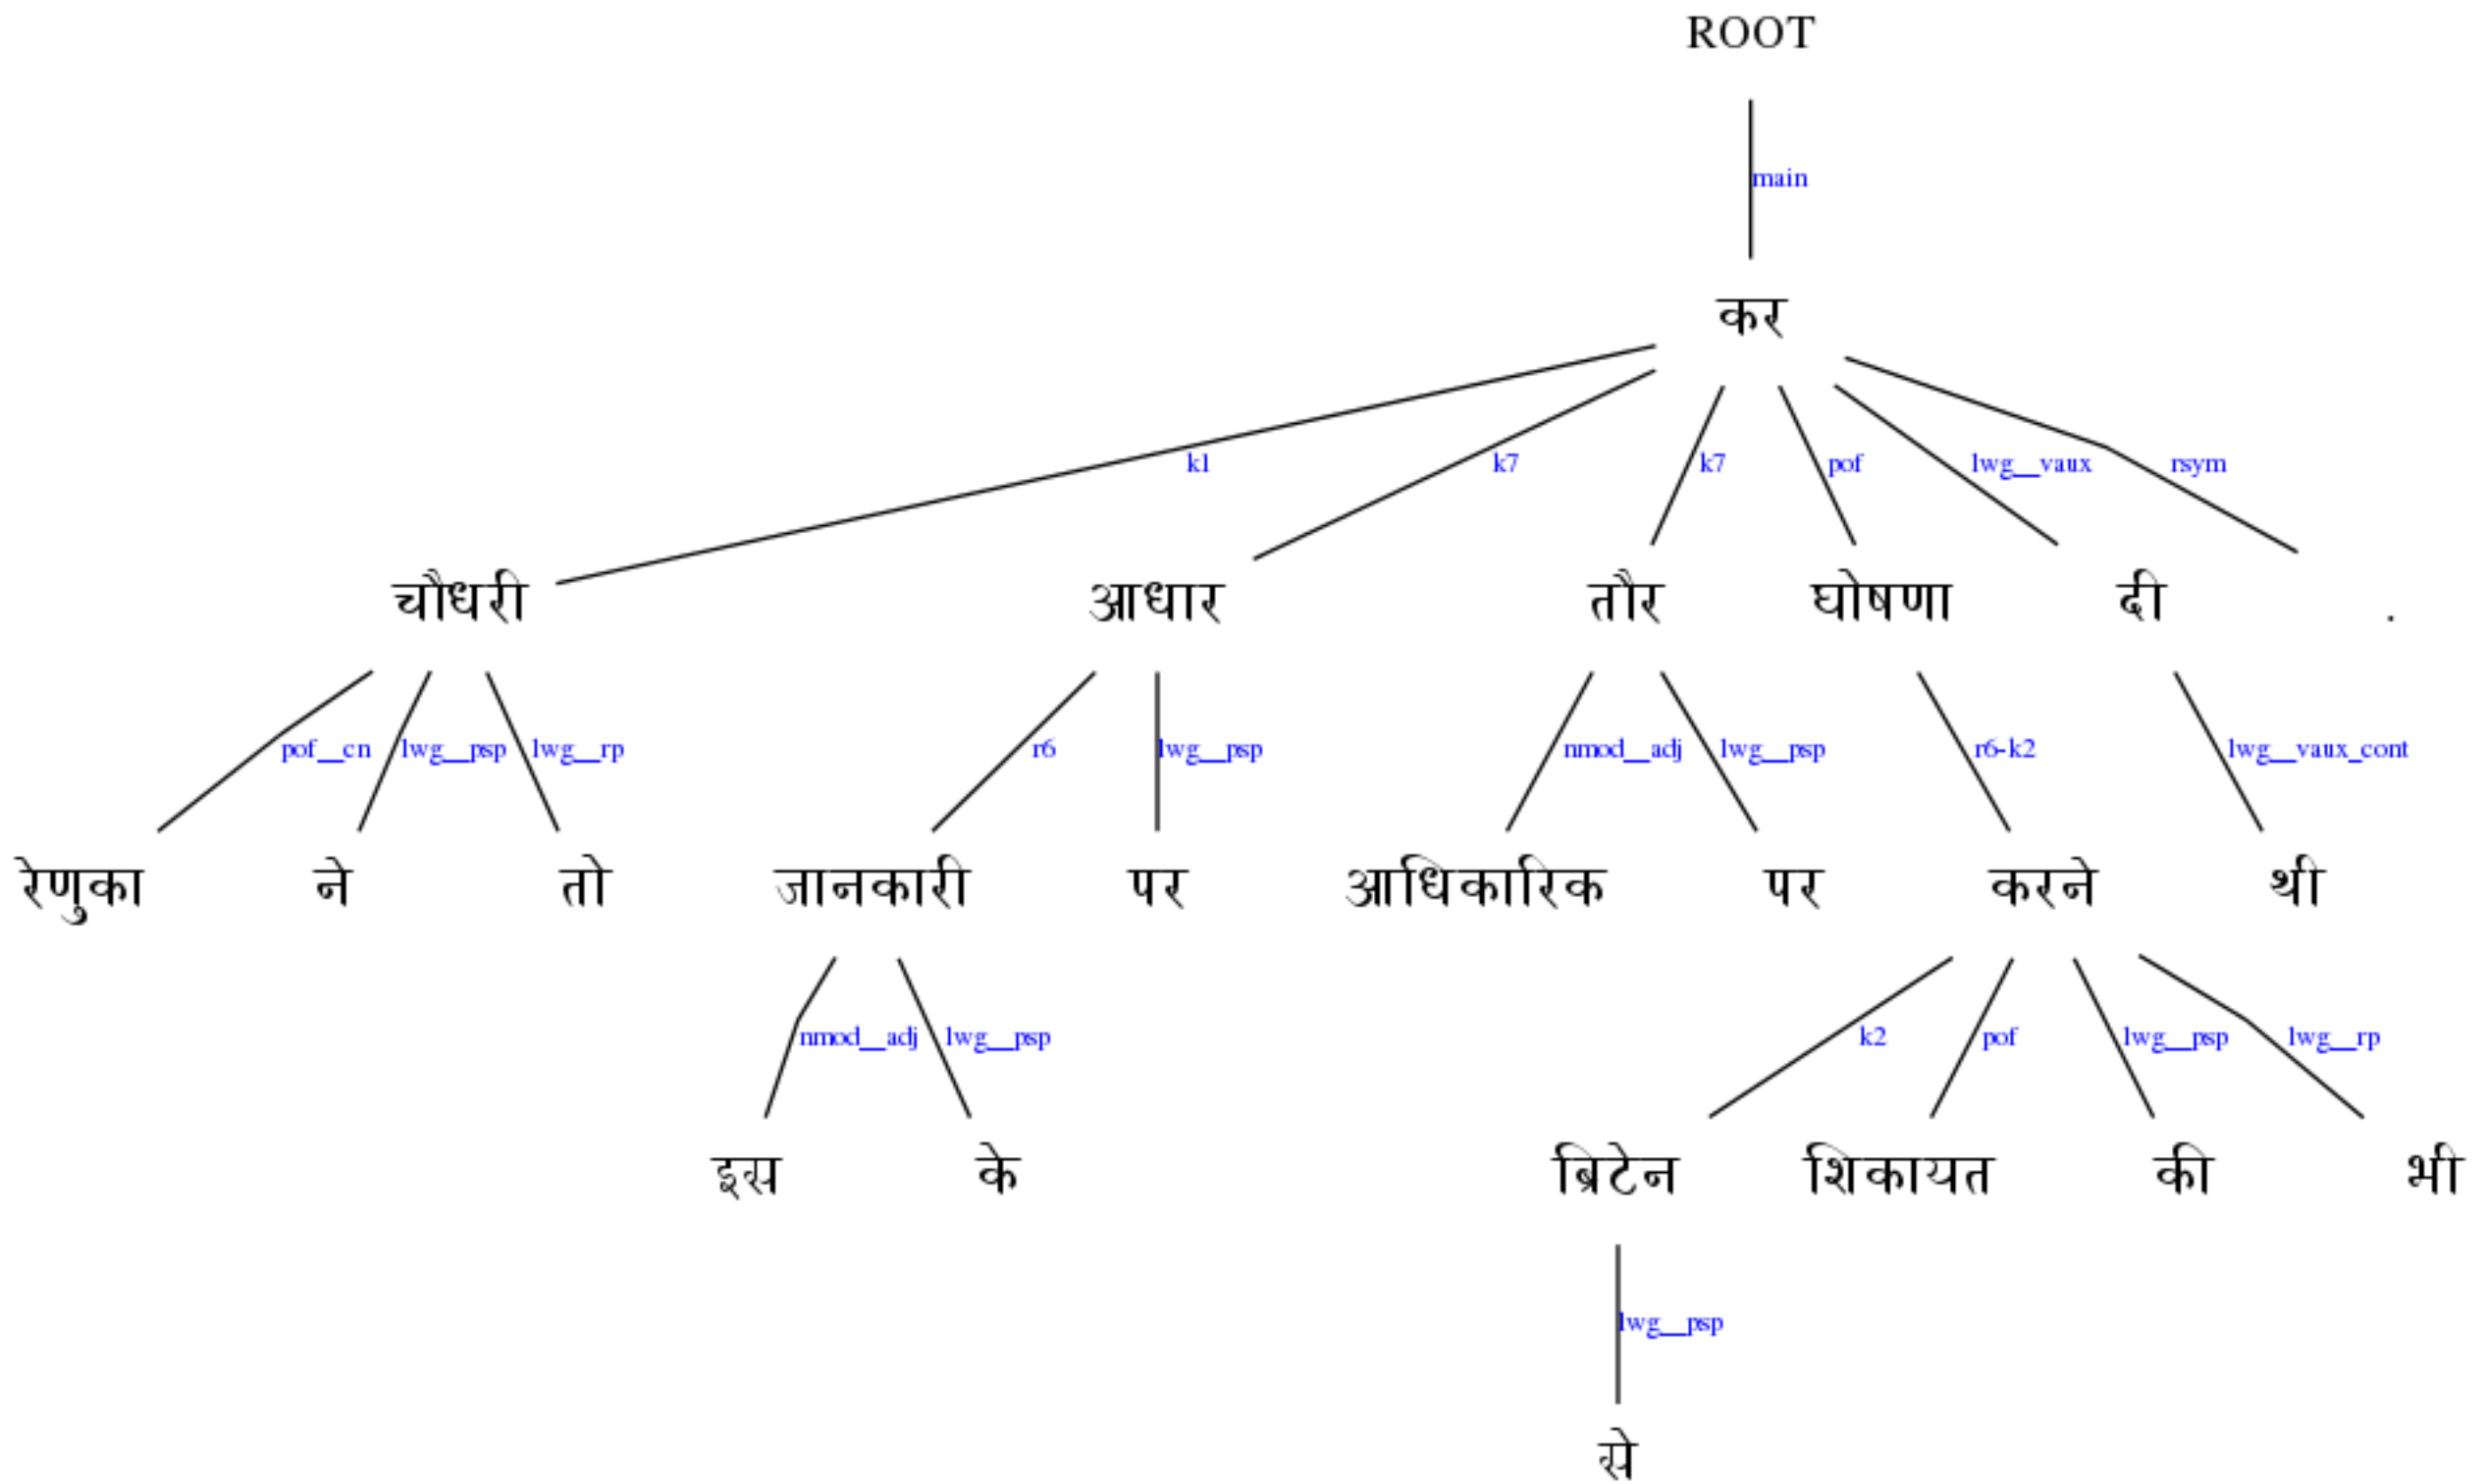 ROOT
main
कर
k1 k7 k7 pof lwg__vaux rsym
चौधरी आधार तौर घोषणा दी .
pof__cn lwg__psp lwg__rp r6 lwg__psp nmod__adj lwg__psp r6-k2 lwg__vaux_cont
रेणुका ने तो जानकारी पर आधिकारिक पर करने थी
nmod__adj lwg__psp k2 pof lwg__psp lwg__rp
इस के ब्रिटेन शिकायत की भी
lwg__psp
से